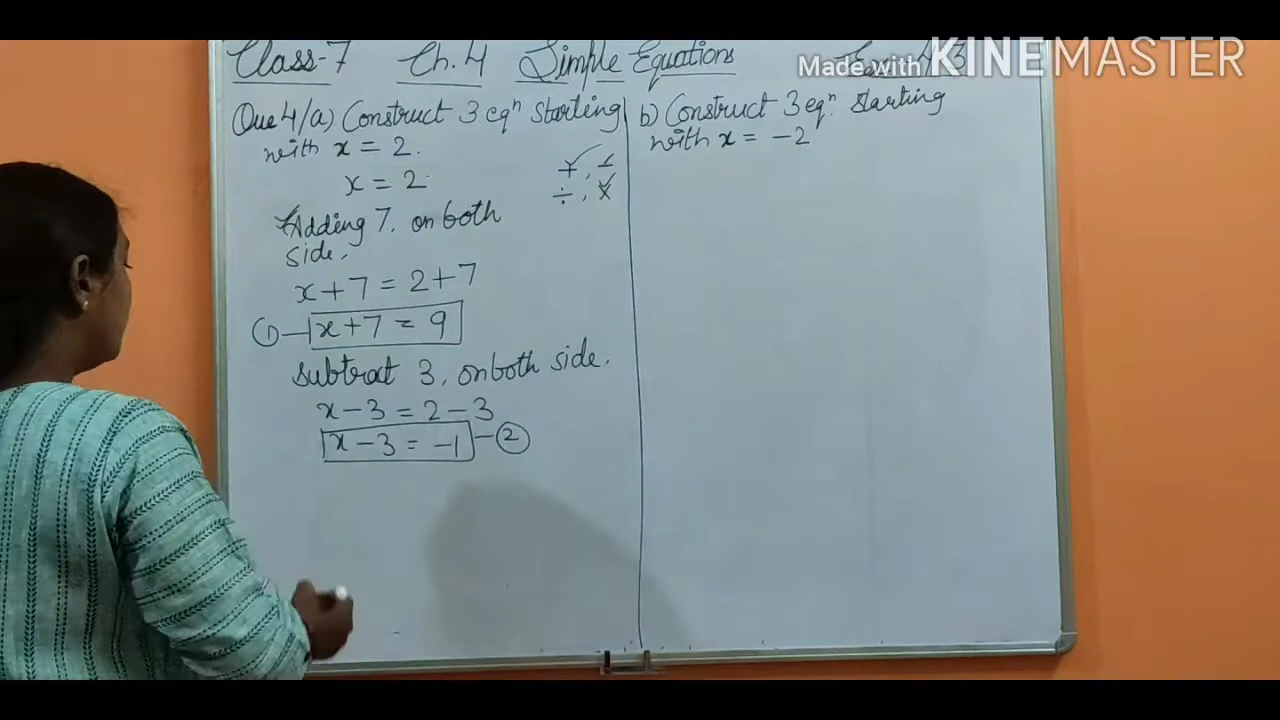 Class-7 Ch.4 Simple Equations
Made with KINEMASTER
Que 4/a) Construct 3 eqⁿ starting
with x = 2.
x = 2.
+, -
÷, ×
Adding 7, on both
side,
x + 7 = 2 + 7
① — x + 7 = 9
Subtract 3, on both side.
x - 3 = 2 - 3
x - 3 = -1 — ②
b) Construct 3 eqⁿ. starting
with x = -2